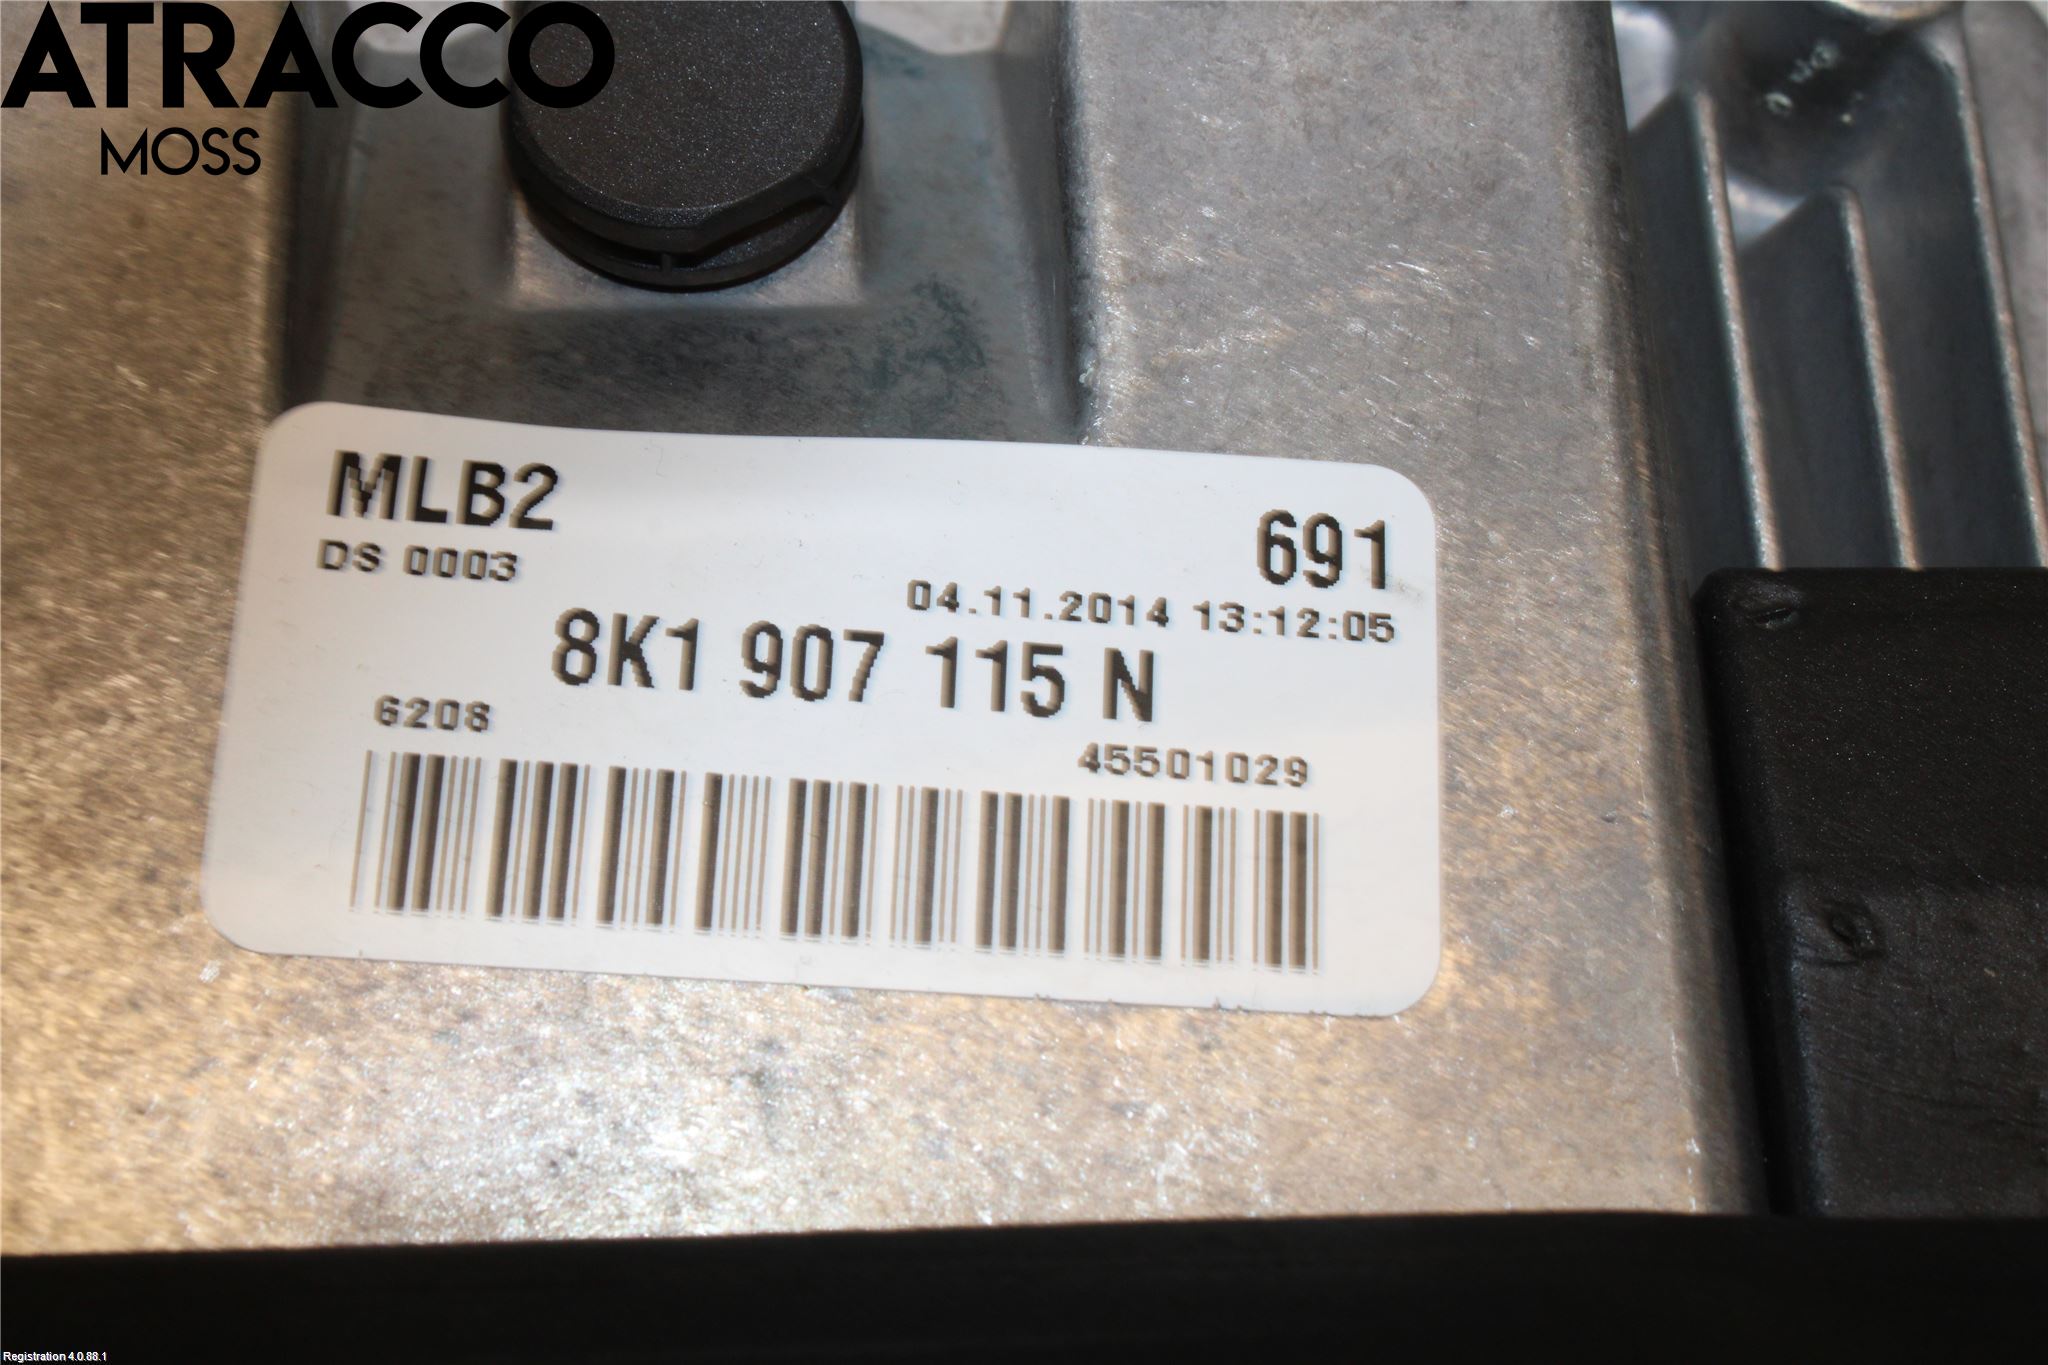 ATRACCO
MOSS
MLB2
691
DS 0003
04.11.2014 13:12:05
8K1 907 115 N
6208
45501029
Registration 4.0.88.1